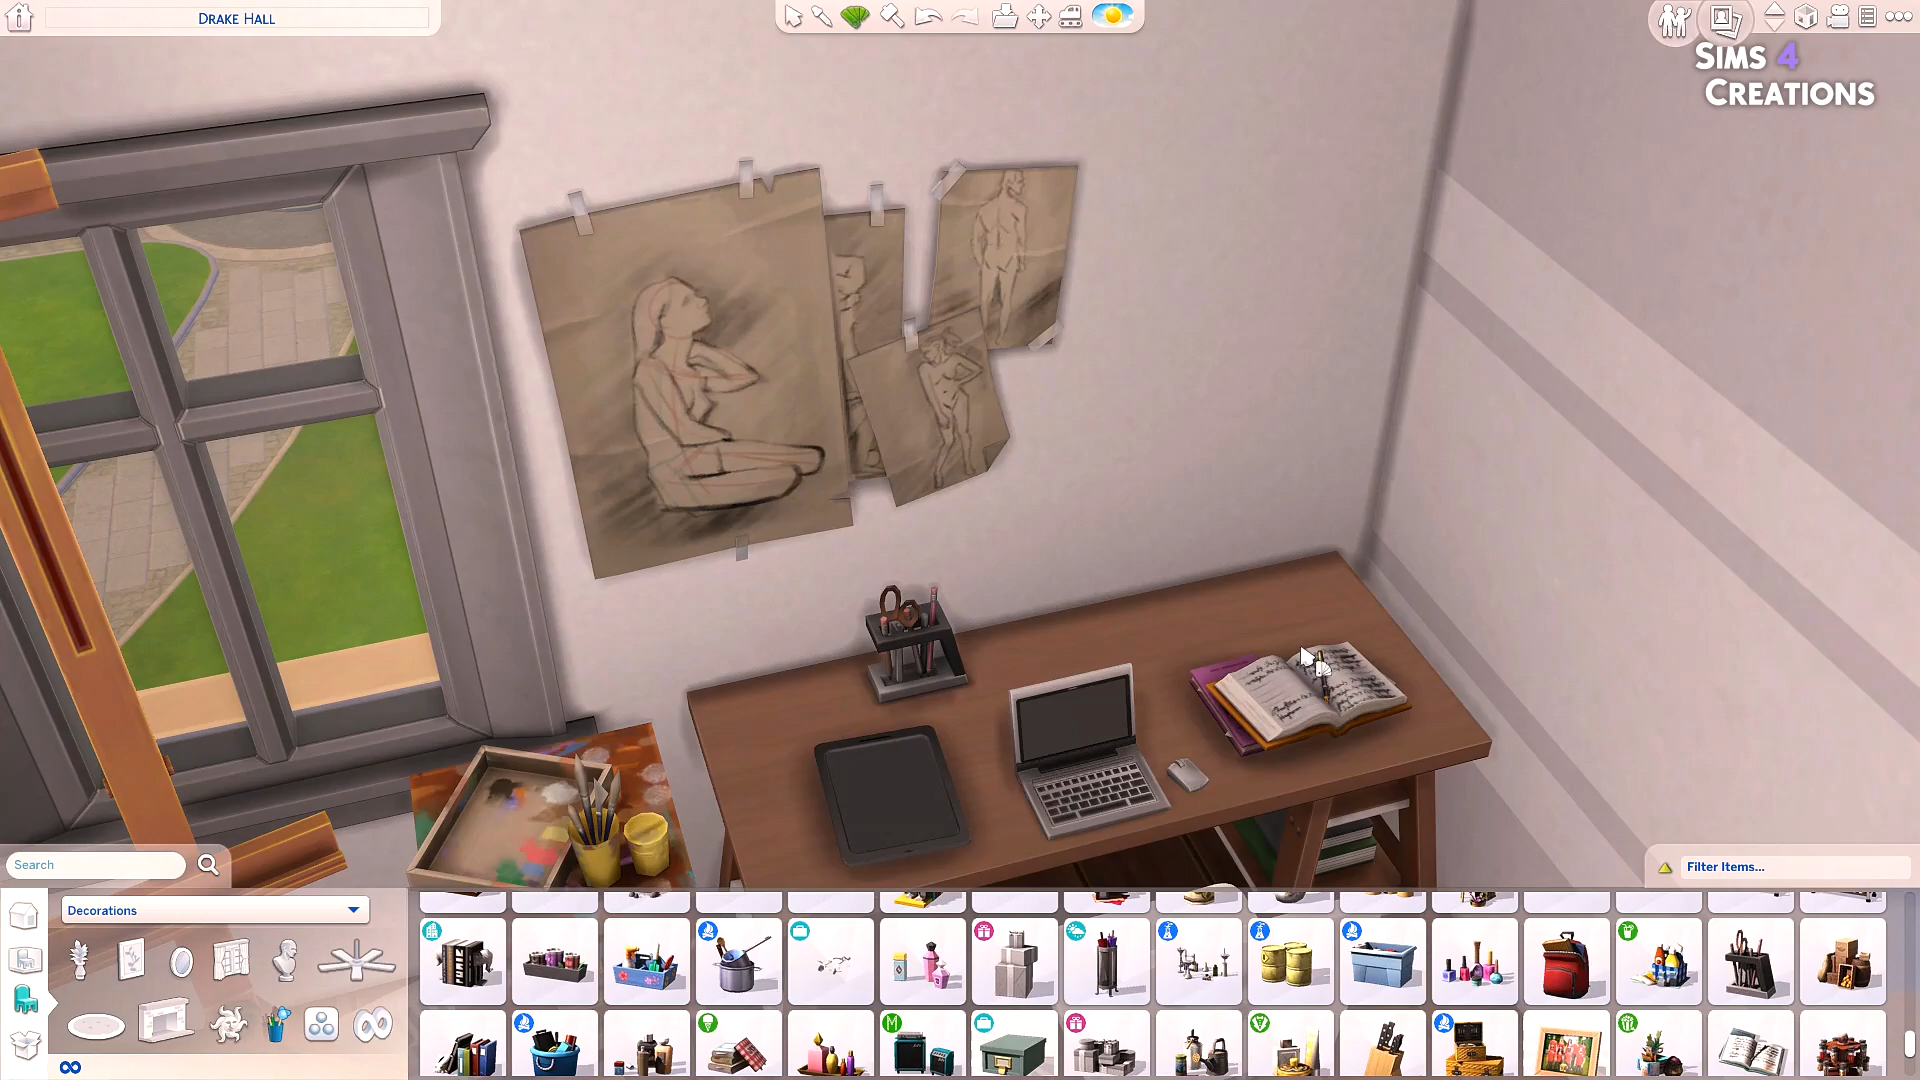 DRAKE HALL
SIMS 4
CREATIONS
Search
Filter Items...
Decorations